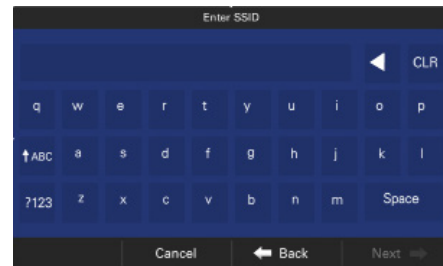 Enter SSID
CLR
q w e r t y u i o p
ABC a s d f g h j k l
?123 z x c v b n m Space
Cancel Back Next